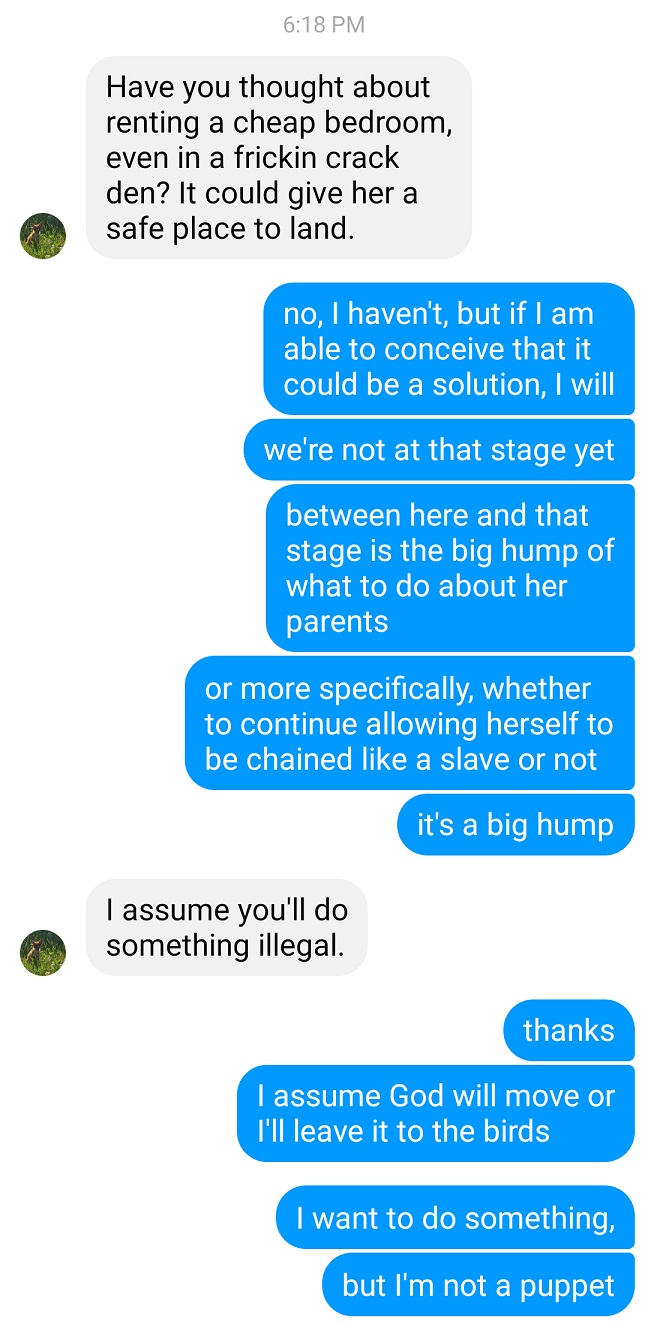 6:18 PM
Have you thought about
renting a cheap bedroom,
even in a frickin crack
den? It could give her a
safe place to land.
no, I haven't, but if I am
able to conceive that it
could be a solution, I will
we're not at that stage yet
between here and that
stage is the big hump of
what to do about her
parents
or more specifically, whether
to continue allowing herself to
be chained like a slave or not
it's a big hump
I assume you'll do
something illegal.
thanks
I assume God will move or
I'll leave it to the birds
I want to do something,
but I'm not a puppet